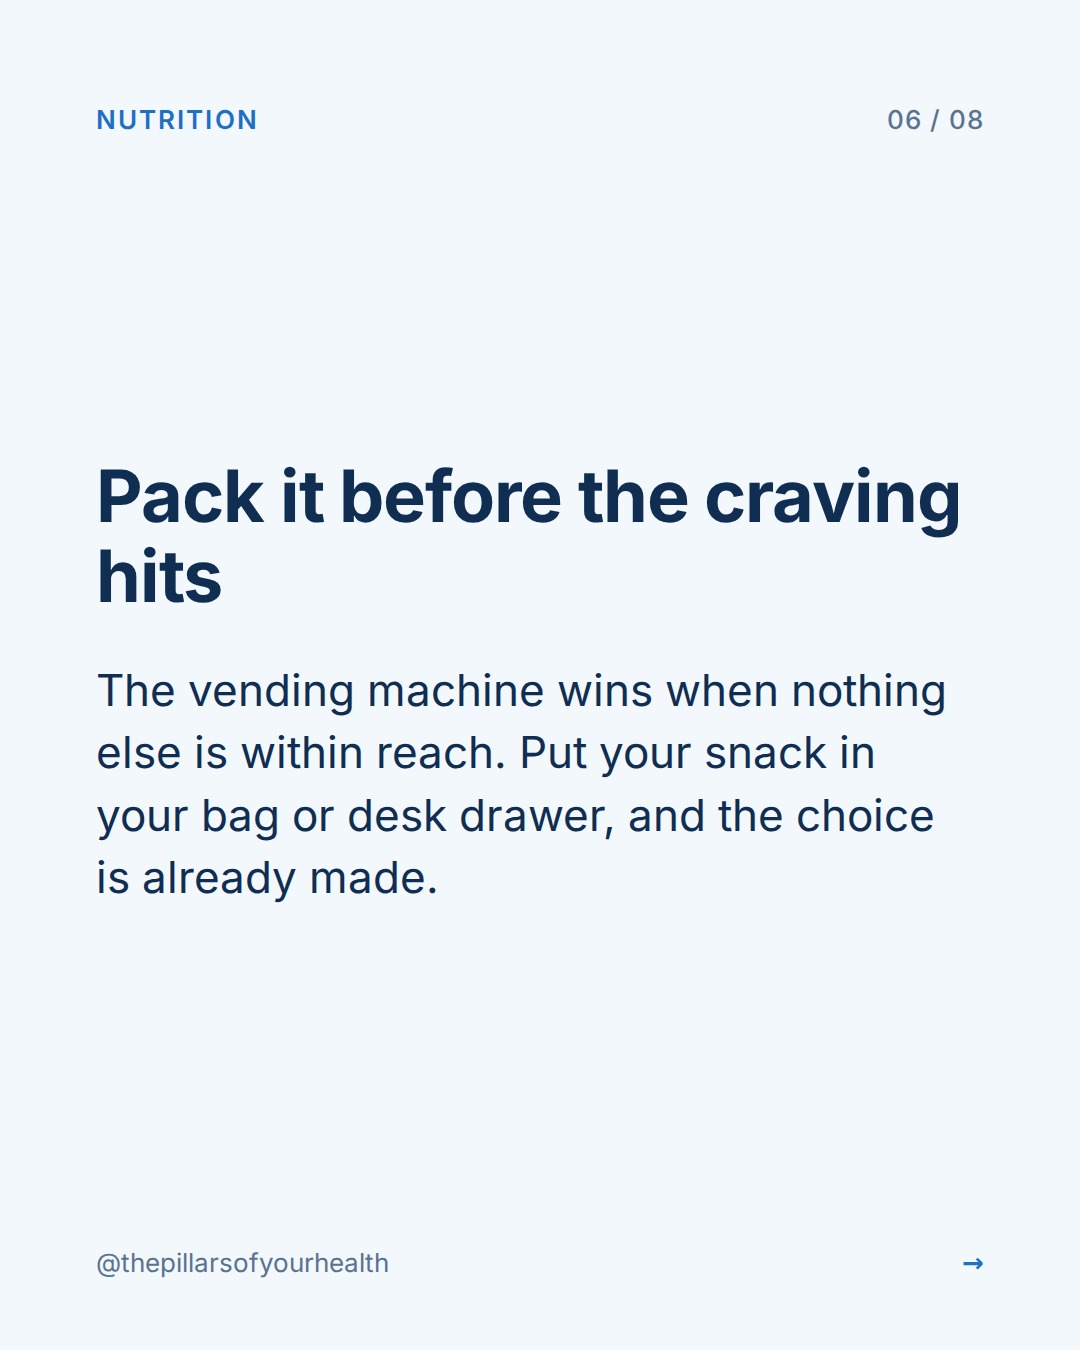 NUTRITION
06 / 08
Pack it before the craving
hits
The vending machine wins when nothing
else is within reach. Put your snack in
your bag or desk drawer, and the choice
is already made.
@thepillarsofyourhealth
→